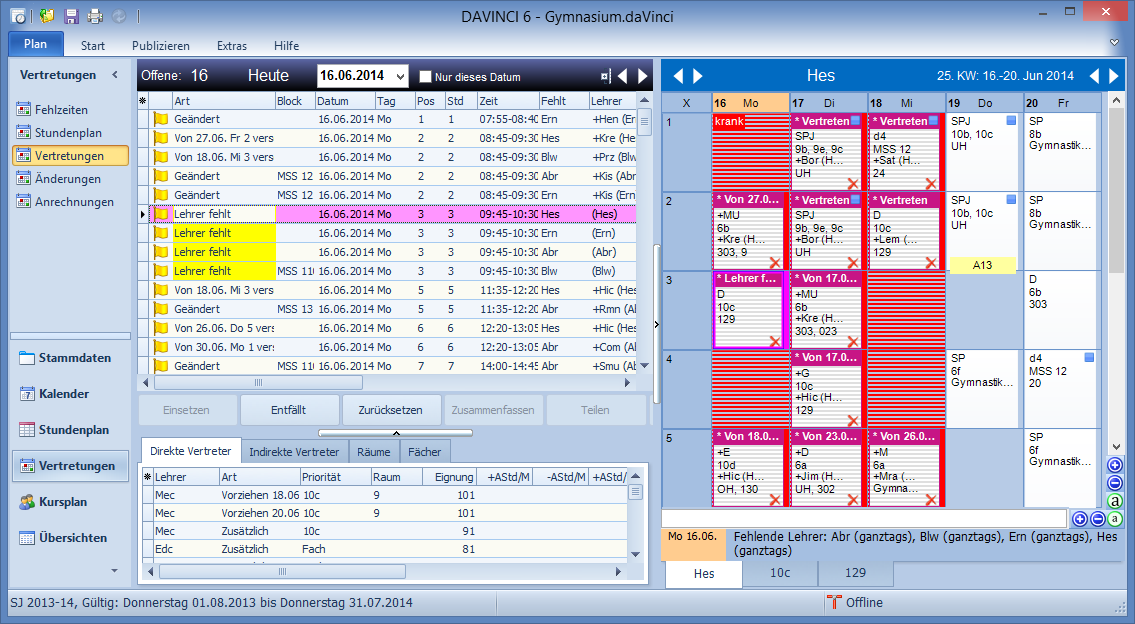 DAVINCI 6 - Gymnasium.daVinci
Plan Start Publizieren Extras Hilfe
Vertretungen
Fehlzeiten
Stundenplan
Vertretungen
Änderungen
Anrechnungen
Stammdaten
Kalender
Stundenplan
Vertretungen
Kursplan
Übersichten
Offene: 16 Heute 16.06.2014 Nur dieses Datum
* Art Block Datum Tag Pos Std Zeit Fehlt Lehrer
Geändert 16.06.2014 Mo 1 1 07:55-08:40 Ern +Hen (Er
Von 27.06. Fr 2 vers 16.06.2014 Mo 2 2 08:45-09:30 Hes +Kre (He
Von 18.06. Mi 3 vers 16.06.2014 Mo 2 2 08:45-09:30 Blw +Prz (Blw
Geändert MSS 12 16.06.2014 Mo 2 2 08:45-09:30 Abr +Kis (Abr
Geändert MSS 12 16.06.2014 Mo 2 2 08:45-09:30 Ern +Kis (Ern
Lehrer fehlt 16.06.2014 Mo 3 3 09:45-10:30 Hes (Hes)
Lehrer fehlt 16.06.2014 Mo 3 3 09:45-10:30 Ern (Ern)
Lehrer fehlt 16.06.2014 Mo 3 3 09:45-10:30 Abr (Abr)
Lehrer fehlt MSS 11 16.06.2014 Mo 3 3 09:45-10:30 Blw (Blw)
Von 18.06. Mi 3 vers 16.06.2014 Mo 5 5 11:35-12:20 Hes +Hic (Hes
Geändert MSS 13 16.06.2014 Mo 5 5 11:35-12:20 Abr +Rmn (Al
Von 26.06. Do 5 vers 16.06.2014 Mo 6 6 12:20-13:05 Hes +Hic (Hes
Von 30.06. Mo 1 vers 16.06.2014 Mo 6 6 12:20-13:05 Abr +Com (Al
Geändert MSS 11 16.06.2014 Mo 7 7 14:00-14:45 Abr +Smu (Al
Einsetzen Entfällt Zurücksetzen Zusammenfassen Teilen
Direkte Vertreter Indirekte Vertreter Räume Fächer
* Lehrer Art Priorität Raum Eignung +AStd/M -AStd/M +AStd/
Mec Vorziehen 18.06 10c 9 101
Mec Vorziehen 20.06 10c 9 101
Mec Zusätzlich 10c 91
Edc Zusätzlich Fach 81
Hes 25. KW: 16.-20. Jun 2014
X 16 Mo 17 Di 18 Mi 19 Do 20 Fr
1
krank
* Vertreten
SPJ
9b, 9e, 9c
+Bor (H...
UH
* Vertreten
d4
MSS 12
+Sat (H...
24
SPJ
10b, 10c
UH
SP
8b
Gymnastik...
2
* Von 27.0...
+MU
6b
+Kre (H...
303, 9
* Vertreten
SPJ
9b, 9e, 9c
+Bor (H...
UH
* Vertreten
D
10c
+Lem (...
129
SPJ
10b, 10c
UH
A13
SP
8b
Gymnastik...
3
* Lehrer f...
D
10c
129
* Von 17.0...
+MU
6b
+Kre (H...
303, 023
D
6b
303
4
* Von 17.0...
+G
10c
+Hic (H...
129
SP
6f
Gymnastik...
d4
MSS 12
20
5
* Von 18.0...
+E
10d
+Hic (H...
OH, 130
* Von 23.0...
+D
6a
+Jim (H...
UH, 302
* Von 26.0...
+M
6a
+Mra (...
Gymna...
SP
6f
Gymnastik...
a
a
Mo 16.06. Fehlende Lehrer: Abr (ganztags), Blw (ganztags), Ern (ganztags), Hes
(ganztags)
Hes 10c 129
SJ 2013-14, Gültig: Donnerstag 01.08.2013 bis Donnerstag 31.07.2014 Offline